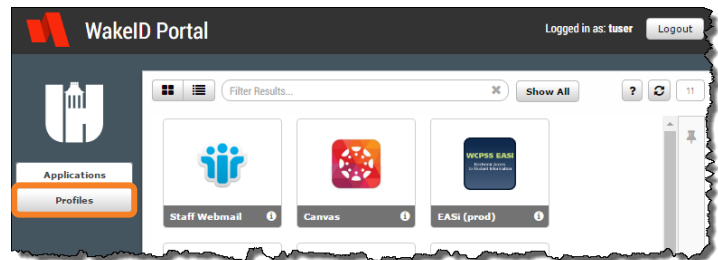 WakeID Portal
Logged in as: tuser
Logout
Filter Results...
Show All
?
11
Applications
Profiles
WCPSS EASi
Staff Webmail
Canvas
EASi (prod)